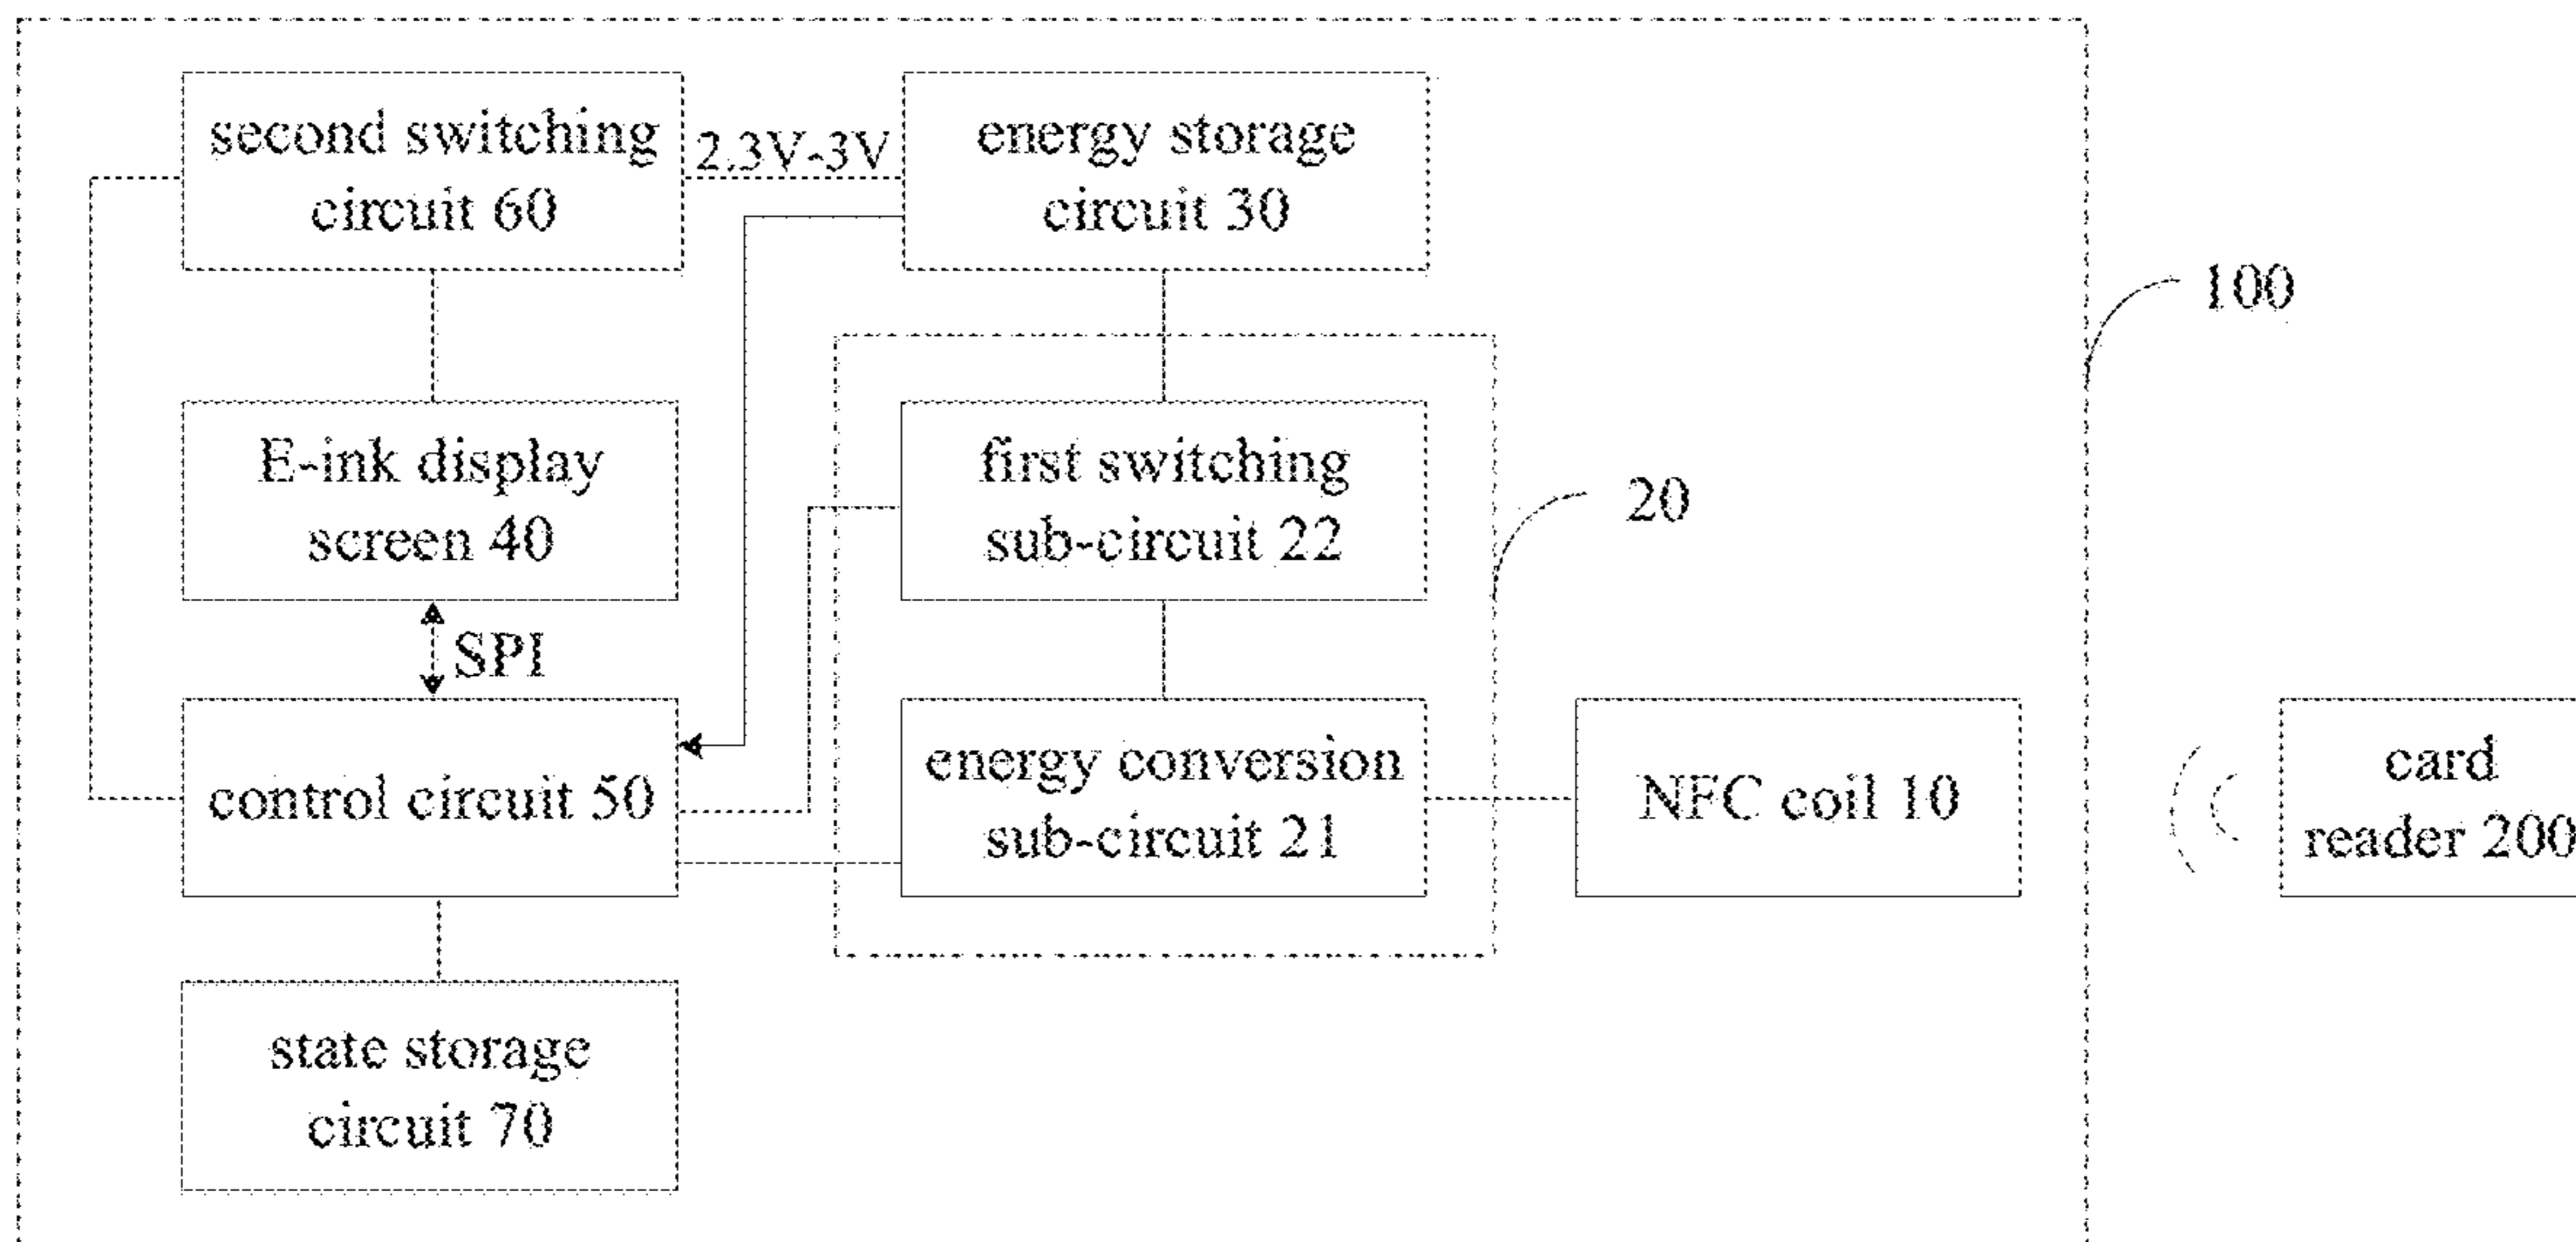 second switching
circuit 60
2.3V-3V
energy storage
circuit 30
100
E-ink display
screen 40
first switching
sub-circuit 22
20
SPI
control circuit 50
energy conversion
sub-circuit 21
NFC coil 10
card
reader 200
state storage
circuit 70